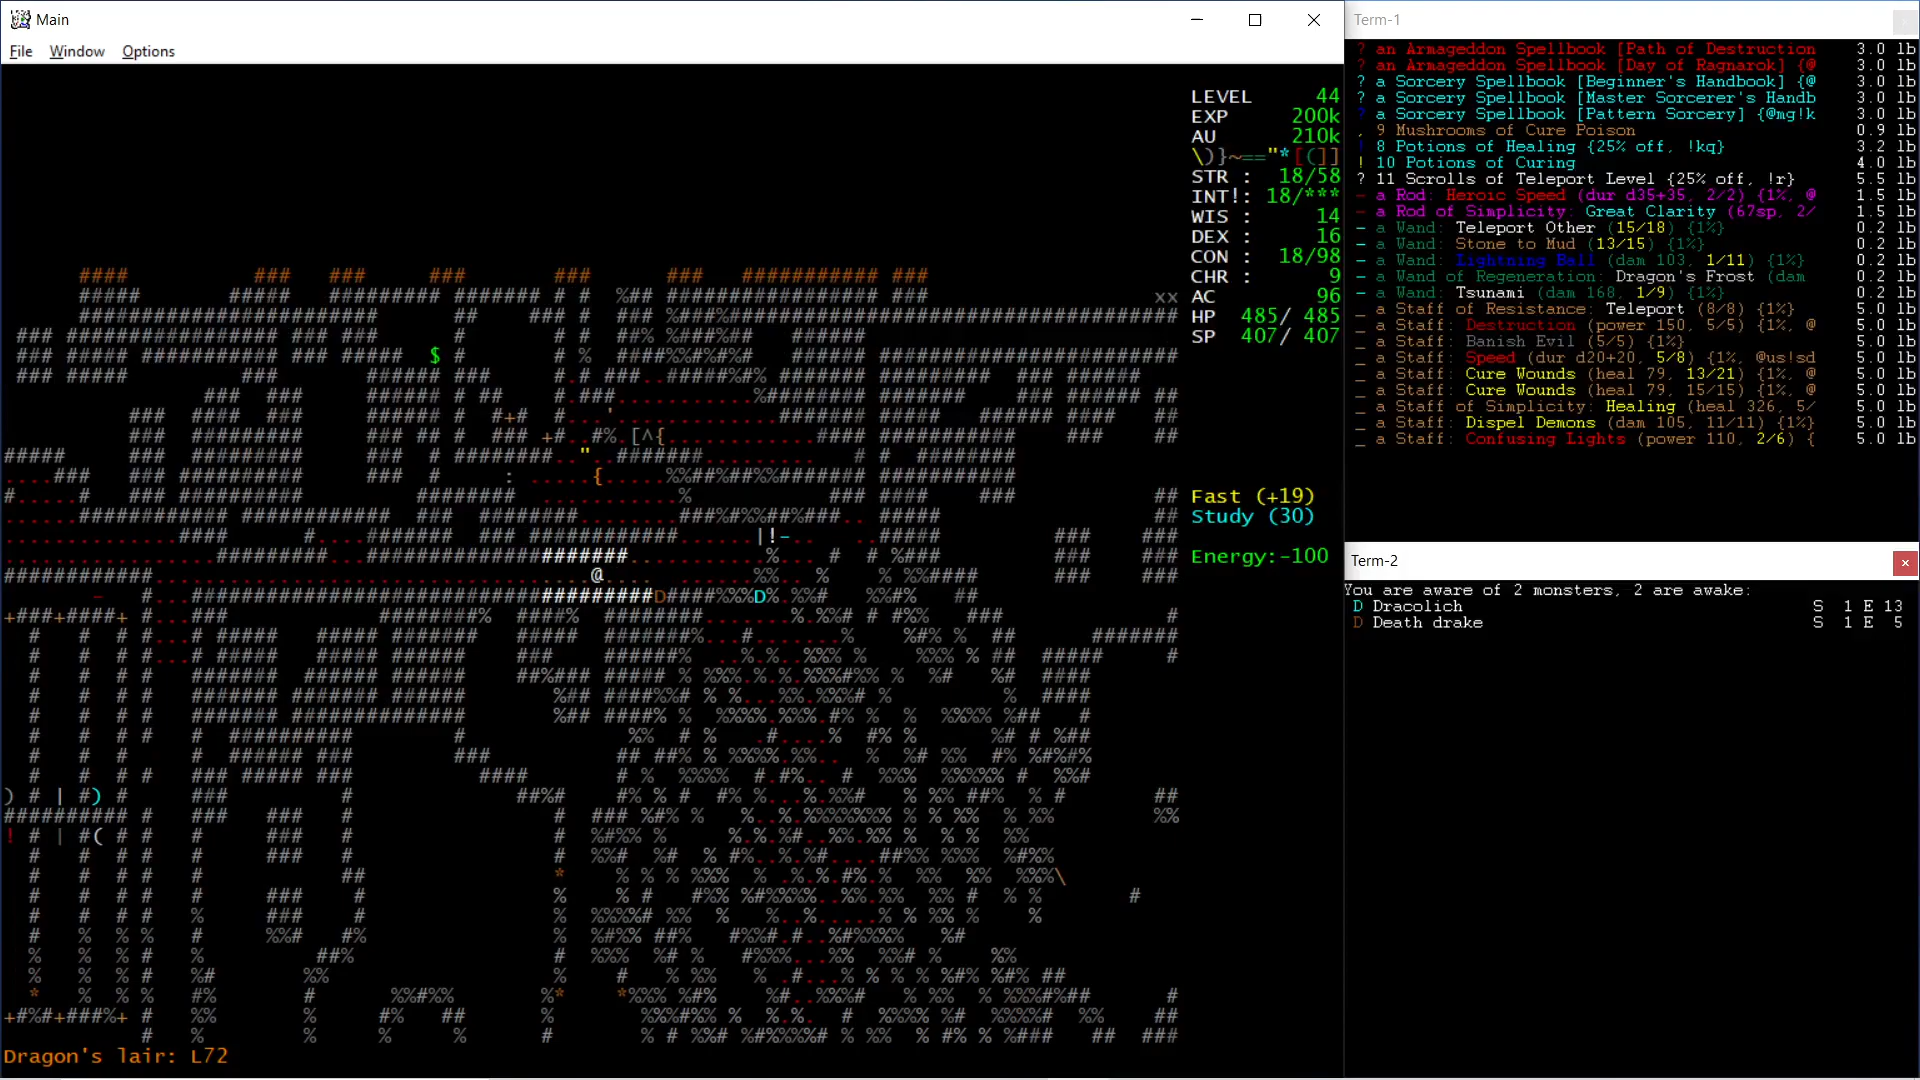 Main
File Window Options
LEVEL 44
EXP 200k
AU 210k
\)}~=="*[(]]
STR : 18/58
INT!: 18/***
WIS : 14
DEX : 16
CON : 18/98
CHR : 9
AC 96
HP 485/ 485
SP 407/ 407
Fast (+19)
Study (30)
Energy:-100
Dragon's lair: L72
Term-1
? an Armageddon Spellbook [Path of Destruction 3.0 lb
? an Armageddon Spellbook [Day of Ragnarok] {@ 3.0 lb
? a Sorcery Spellbook [Beginner's Handbook] {@ 3.0 lb
? a Sorcery Spellbook [Master Sorcerer's Handb 3.0 lb
? a Sorcery Spellbook [Pattern Sorcery] {@mg!k 3.0 lb
, 9 Mushrooms of Cure Poison 0.9 lb
! 8 Potions of Healing {25% off, !kq} 3.2 lb
! 10 Potions of Curing 4.0 lb
? 11 Scrolls of Teleport Level {25% off, !r} 5.5 lb
- a Rod: Heroic Speed (dur d35+35, 2/2) {1%, @ 1.5 lb
- a Rod of Simplicity: Great Clarity (67sp, 2/ 1.5 lb
- a Wand: Teleport Other (15/18) {1%} 0.2 lb
- a Wand: Stone to Mud (13/15) {1%} 0.2 lb
- a Wand: Lightning Ball (dam 103, 1/11) {1%} 0.2 lb
- a Wand of Regeneration: Dragon's Frost (dam 0.2 lb
- a Wand: Tsunami (dam 168, 1/9) {1%} 0.2 lb
_ a Staff of Resistance: Teleport (8/8) {1%} 5.0 lb
_ a Staff: Destruction (power 150, 5/5) {1%, @ 5.0 lb
_ a Staff: Banish Evil (5/5) {1%} 5.0 lb
_ a Staff: Speed (dur d20+20, 5/8) {1%, @us!sd 5.0 lb
_ a Staff: Cure Wounds (heal 79, 13/21) {1%, @ 5.0 lb
_ a Staff: Cure Wounds (heal 79, 15/15) {1%, @ 5.0 lb
_ a Staff of Simplicity: Healing (heal 326, 5/ 5.0 lb
_ a Staff: Dispel Demons (dam 105, 11/11) {1%} 5.0 lb
_ a Staff: Confusing Lights (power 110, 2/6) { 5.0 lb
Term-2
You are aware of 2 monsters, 2 are awake:
D Dracolich S 1 E 13
D Death drake S 1 E 5